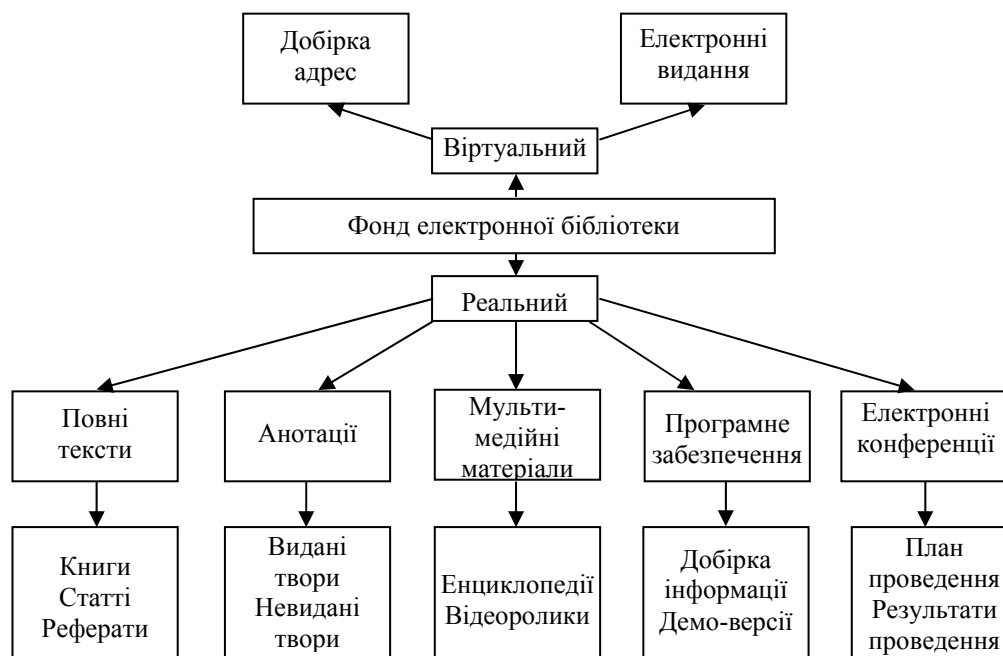 Добірка
адрес
Електронні
видання
Віртуальний
Фонд електронної бібліотеки
Реальний
Повні
тексти
Анотації
Мульти-
медійні
матеріали
Програмне
забезпечення
Електронні
конференції
Книги
Статті
Реферати
Видані
твори
Невидані
твори
Енциклопедії
Відеоролики
Добірка
інформації
Демо-версії
План
проведення
Результати
проведення